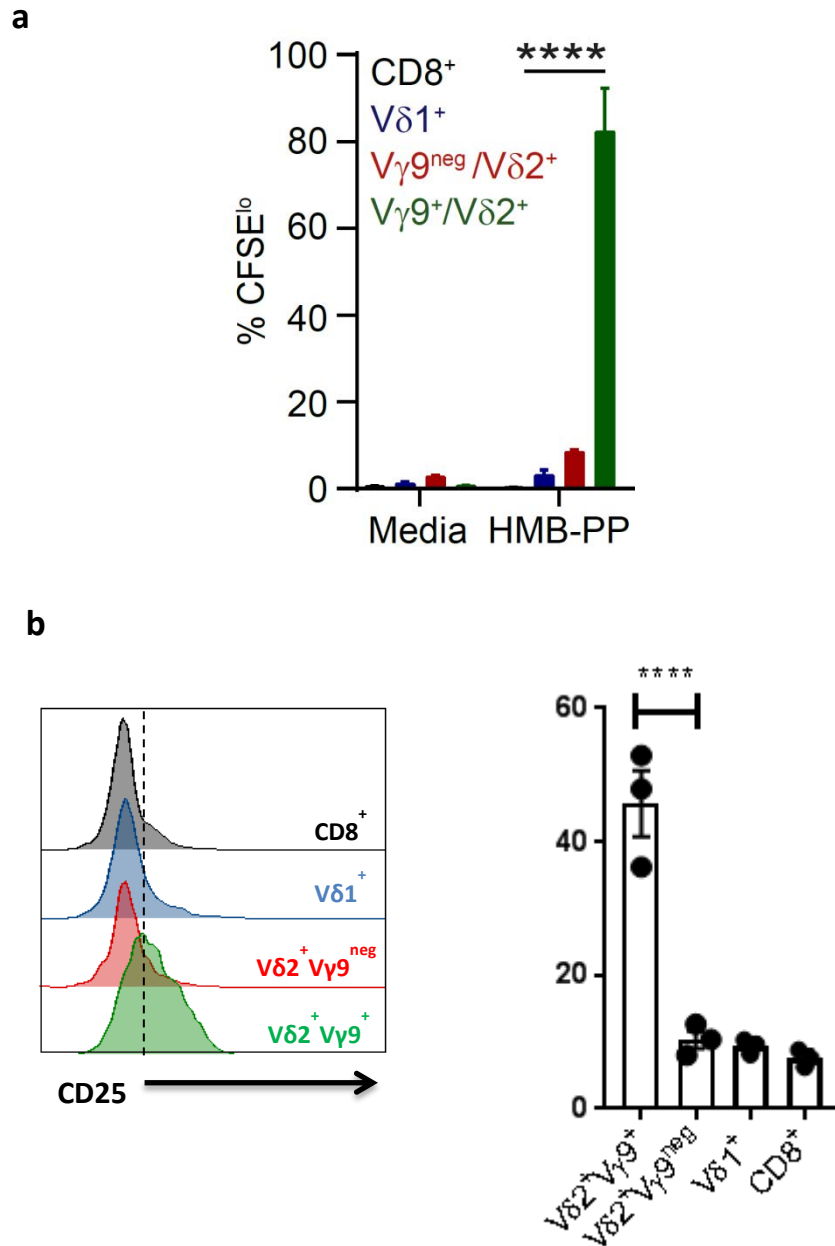 a
100
80
60
40
20
0
% CFSEˡᵒ
CD8⁺
Vδ1⁺
Vγ9ⁿᵉᵍ /Vδ2⁺
Vγ9⁺/Vδ2⁺
****
Media HMB-PP
b
CD8⁺
Vδ1⁺
Vδ2⁺Vγ9ⁿᵉᵍ
Vδ2⁺Vγ9⁺
CD25
****
60
40
20
0
Vδ2⁺Vγ9⁺
Vδ2⁺Vγ9ⁿᵉᵍ
Vδ1⁺
CD8⁺